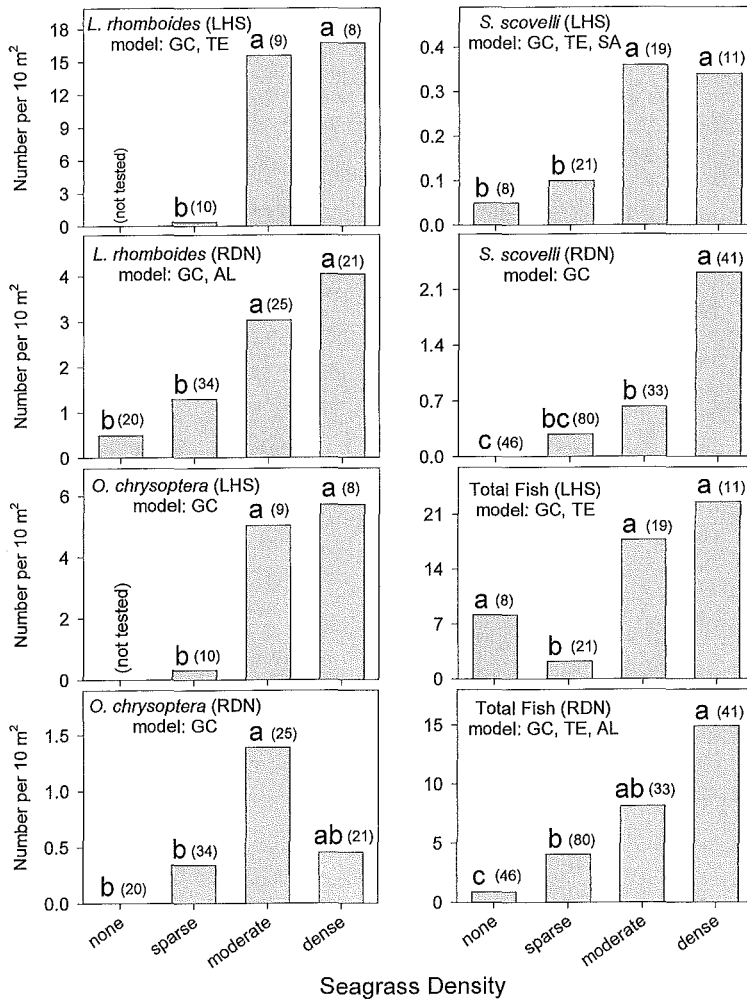 L. rhomboides (LHS)
model: GC, TE
a (9)
a (8)
b (10)
(not tested)
Number per 10 m²
18
15
12
9
6
3
0
S. scovelli (LHS)
model: GC, TE, SA
a (19)
a (11)
b (21)
b (8)
0.4
0.3
0.1
0.0
L. rhomboides (RDN)
model: GC, AL
a (21)
a (25)
b (34)
b (20)
Number per 10 m²
4
3
2
1
0
S. scovelli (RDN)
model: GC
a (41)
b (33)
bc (80)
c (46)
2.1
1.4
0.7
0.0
O. chrysoptera (LHS)
model: GC
a (9)
a (8)
b (10)
(not tested)
Number per 10 m²
6
4
2
0
Total Fish (LHS)
model: GC, TE
a (11)
a (19)
a (8)
b (21)
21
14
7
0
O. chrysoptera (RDN)
model: GC
a (25)
ab (21)
b (34)
b (20)
Number per 10 m²
1.5
1.0
0.5
0.0
Total Fish (RDN)
model: GC, TE, AL
a (41)
ab (33)
b (80)
c (46)
15
10
5
0
none
sparse
moderate
dense
none
sparse
moderate
dense
Seagrass Density